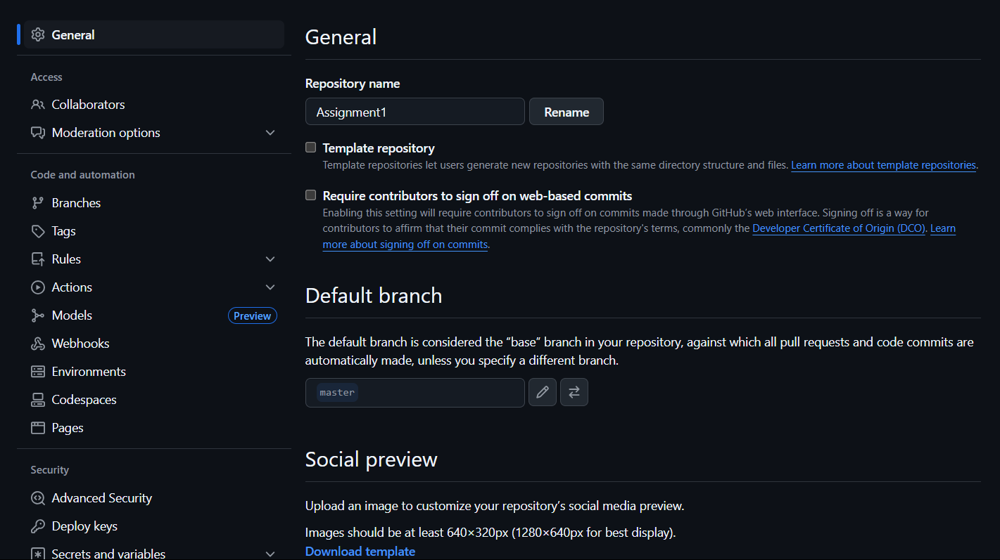 General
Access
Collaborators
Moderation options
Code and automation
Branches
Tags
Rules
Actions
Models
Preview
Webhooks
Environments
Codespaces
Pages
Security
Advanced Security
Deploy keys
Secrets and variables
General
Repository name
Assignment1
Rename
Template repository
Template repositories let users generate new repositories with the same directory structure and files. Learn more about template repositories.
Require contributors to sign off on web-based commits
Enabling this setting will require contributors to sign off on commits made through GitHub’s web interface. Signing off is a way for
contributors to affirm that their commit complies with the repository's terms, commonly the Developer Certificate of Origin (DCO). Learn
more about signing off on commits.
Default branch
The default branch is considered the “base” branch in your repository, against which all pull requests and code commits are
automatically made, unless you specify a different branch.
master
Social preview
Upload an image to customize your repository’s social media preview.
Images should be at least 640×320px (1280×640px for best display).
Download template